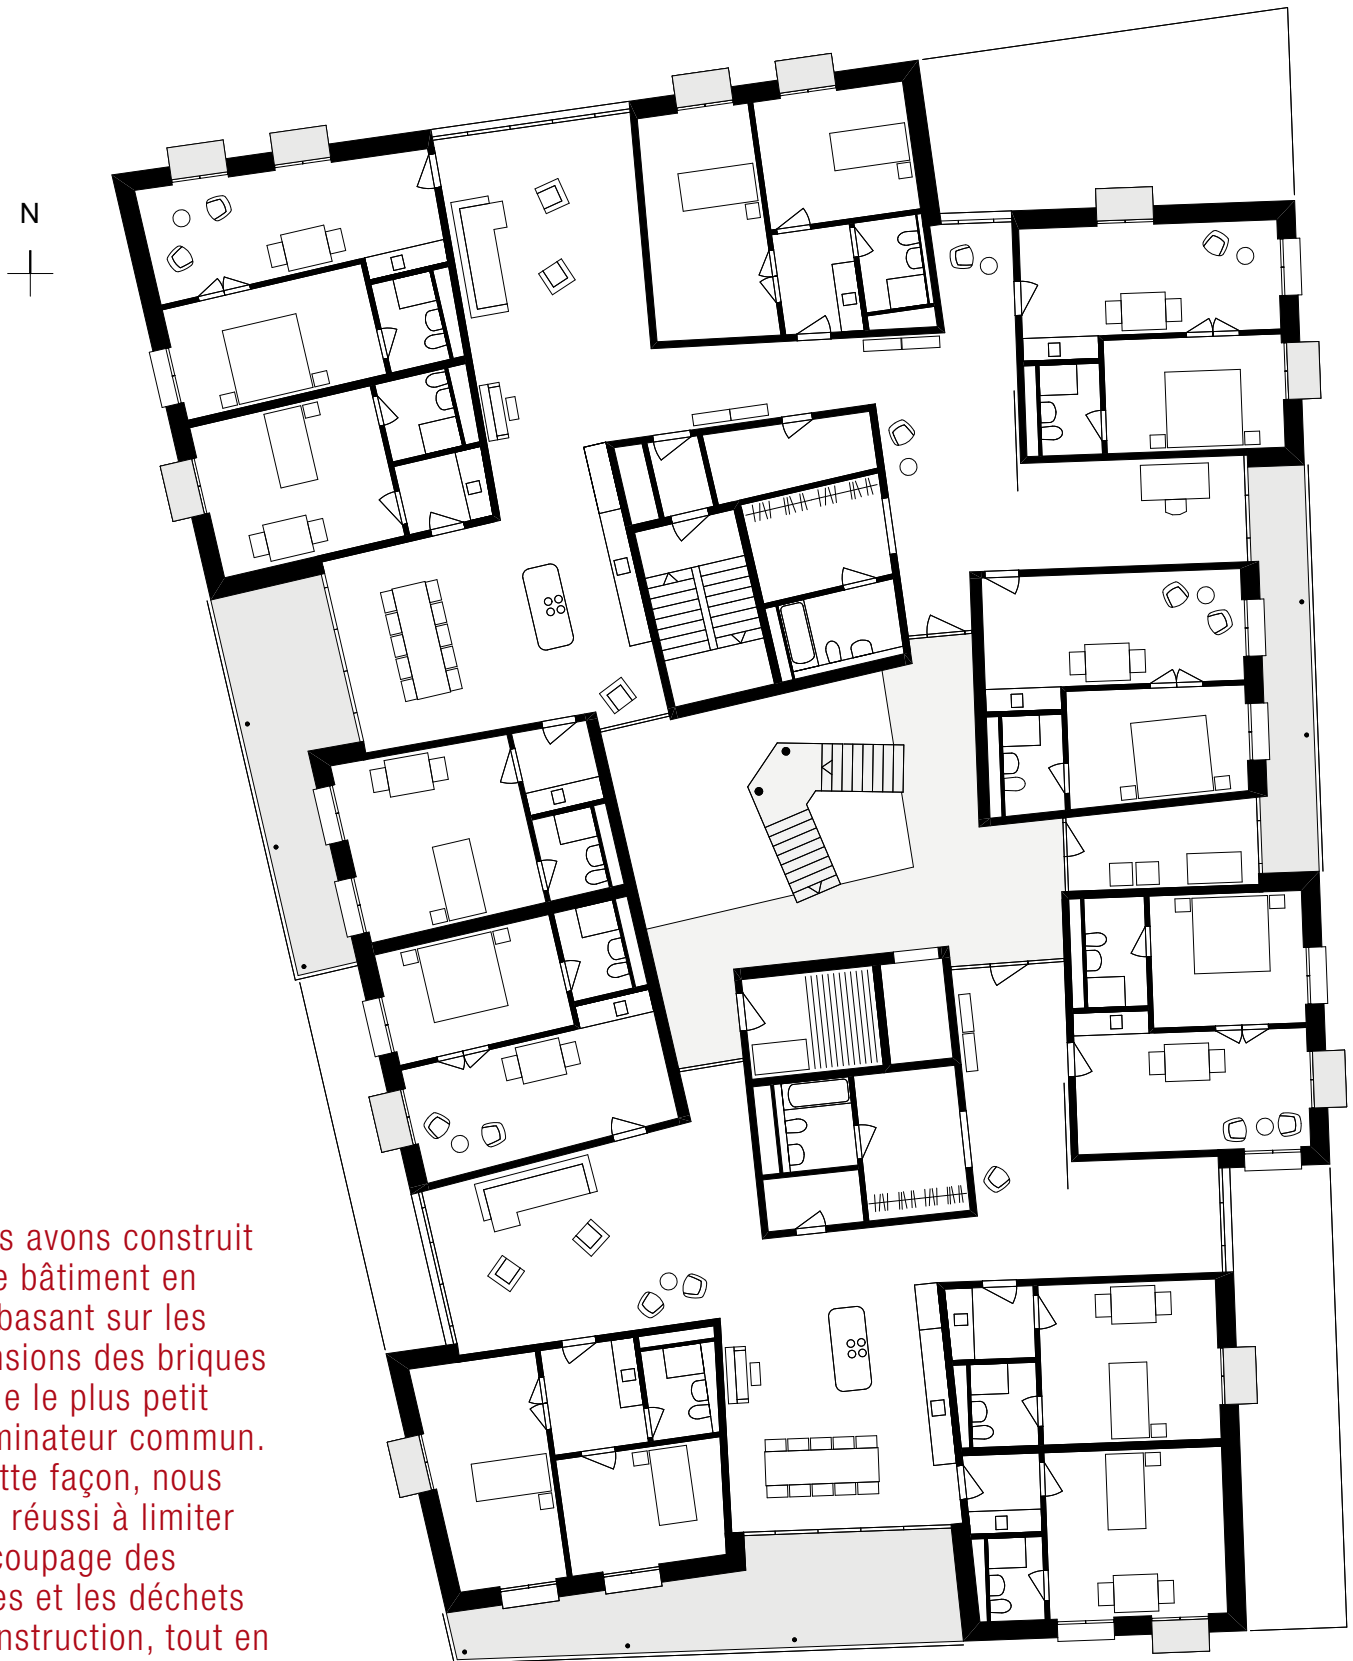 N
s avons construit
e bâtiment en
basant sur les
nsions des briques
e le plus petit
minateur commun.
tte façon, nous
réussi à limiter
coupage des
es et les déchets
nstruction, tout en